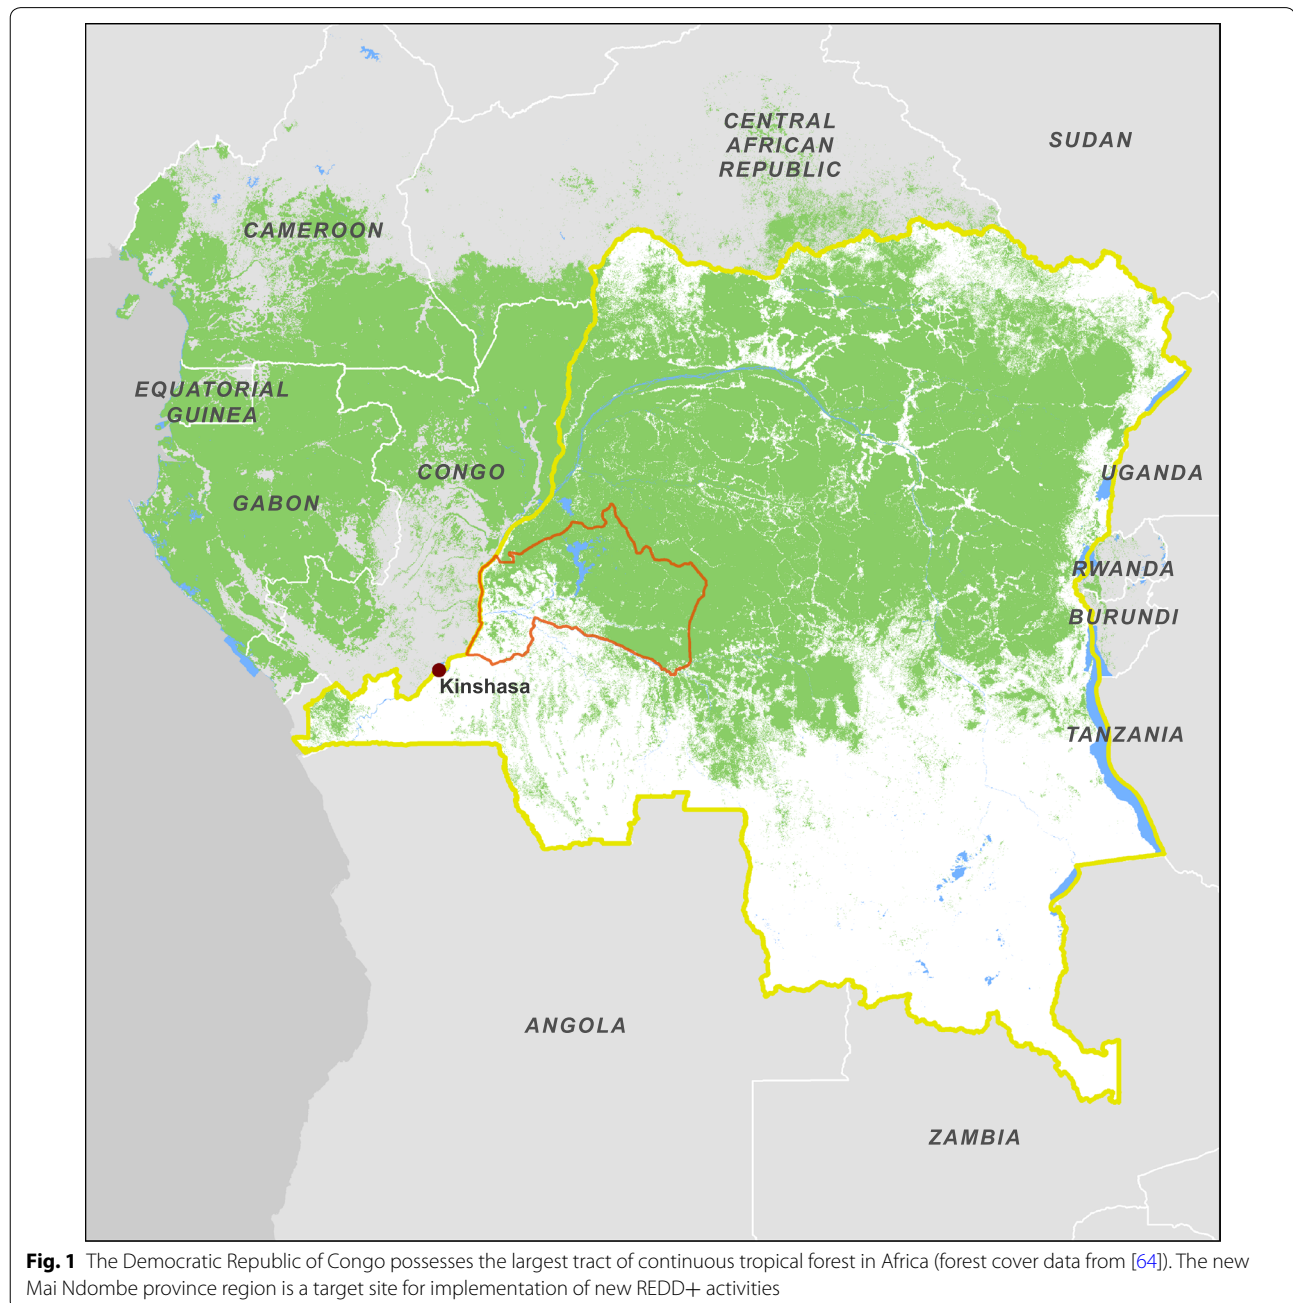 CENTRAL
AFRICAN
REPUBLIC
SUDAN
CAMEROON
EQUATORIAL
GUINEA
CONGO
GABON
UGANDA
RWANDA
BURUNDI
Kinshasa
TANZANIA
ANGOLA
ZAMBIA
Fig. 1 The Democratic Republic of Congo possesses the largest tract of continuous tropical forest in Africa (forest cover data from [64]). The new
Mai Ndombe province region is a target site for implementation of new REDD+ activities